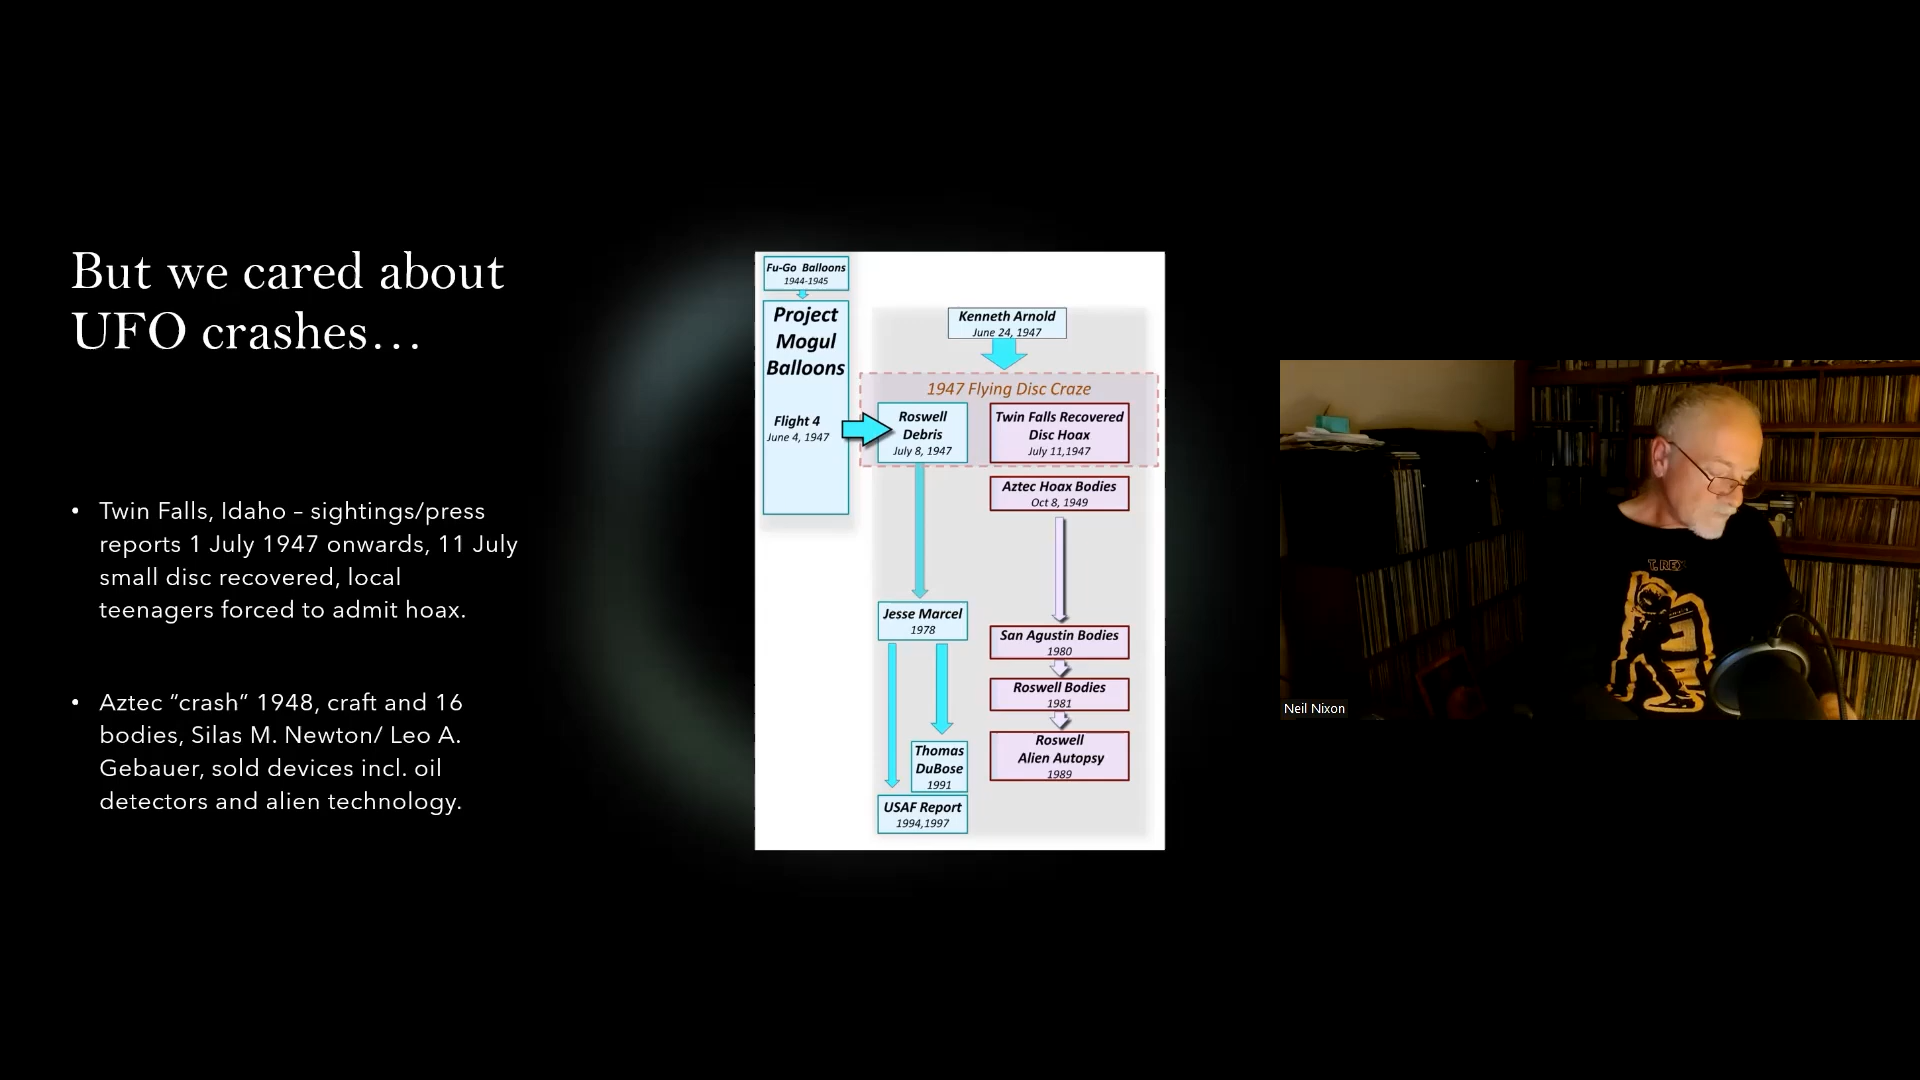 But we cared about
UFO crashes…
• Twin Falls, Idaho – sightings/press
reports 1 July 1947 onwards, 11 July
small disc recovered, local
teenagers forced to admit hoax.
• Aztec “crash” 1948, craft and 16
bodies, Silas M. Newton/ Leo A.
Gebauer, sold devices incl. oil
detectors and alien technology.
Fu-Go Balloons
1944-1945
Project
Mogul
Balloons
Flight 4
June 4, 1947
Kenneth Arnold
June 24, 1947
1947 Flying Disc Craze
Roswell
Debris
July 8, 1947
Twin Falls Recovered
Disc Hoax
July 11,1947
Aztec Hoax Bodies
Oct 8, 1949
Jesse Marcel
1978
San Agustin Bodies
1980
Roswell Bodies
1981
Roswell
Alien Autopsy
1989
Thomas
DuBose
1991
USAF Report
1994,1997
T. REX
Neil Nixon